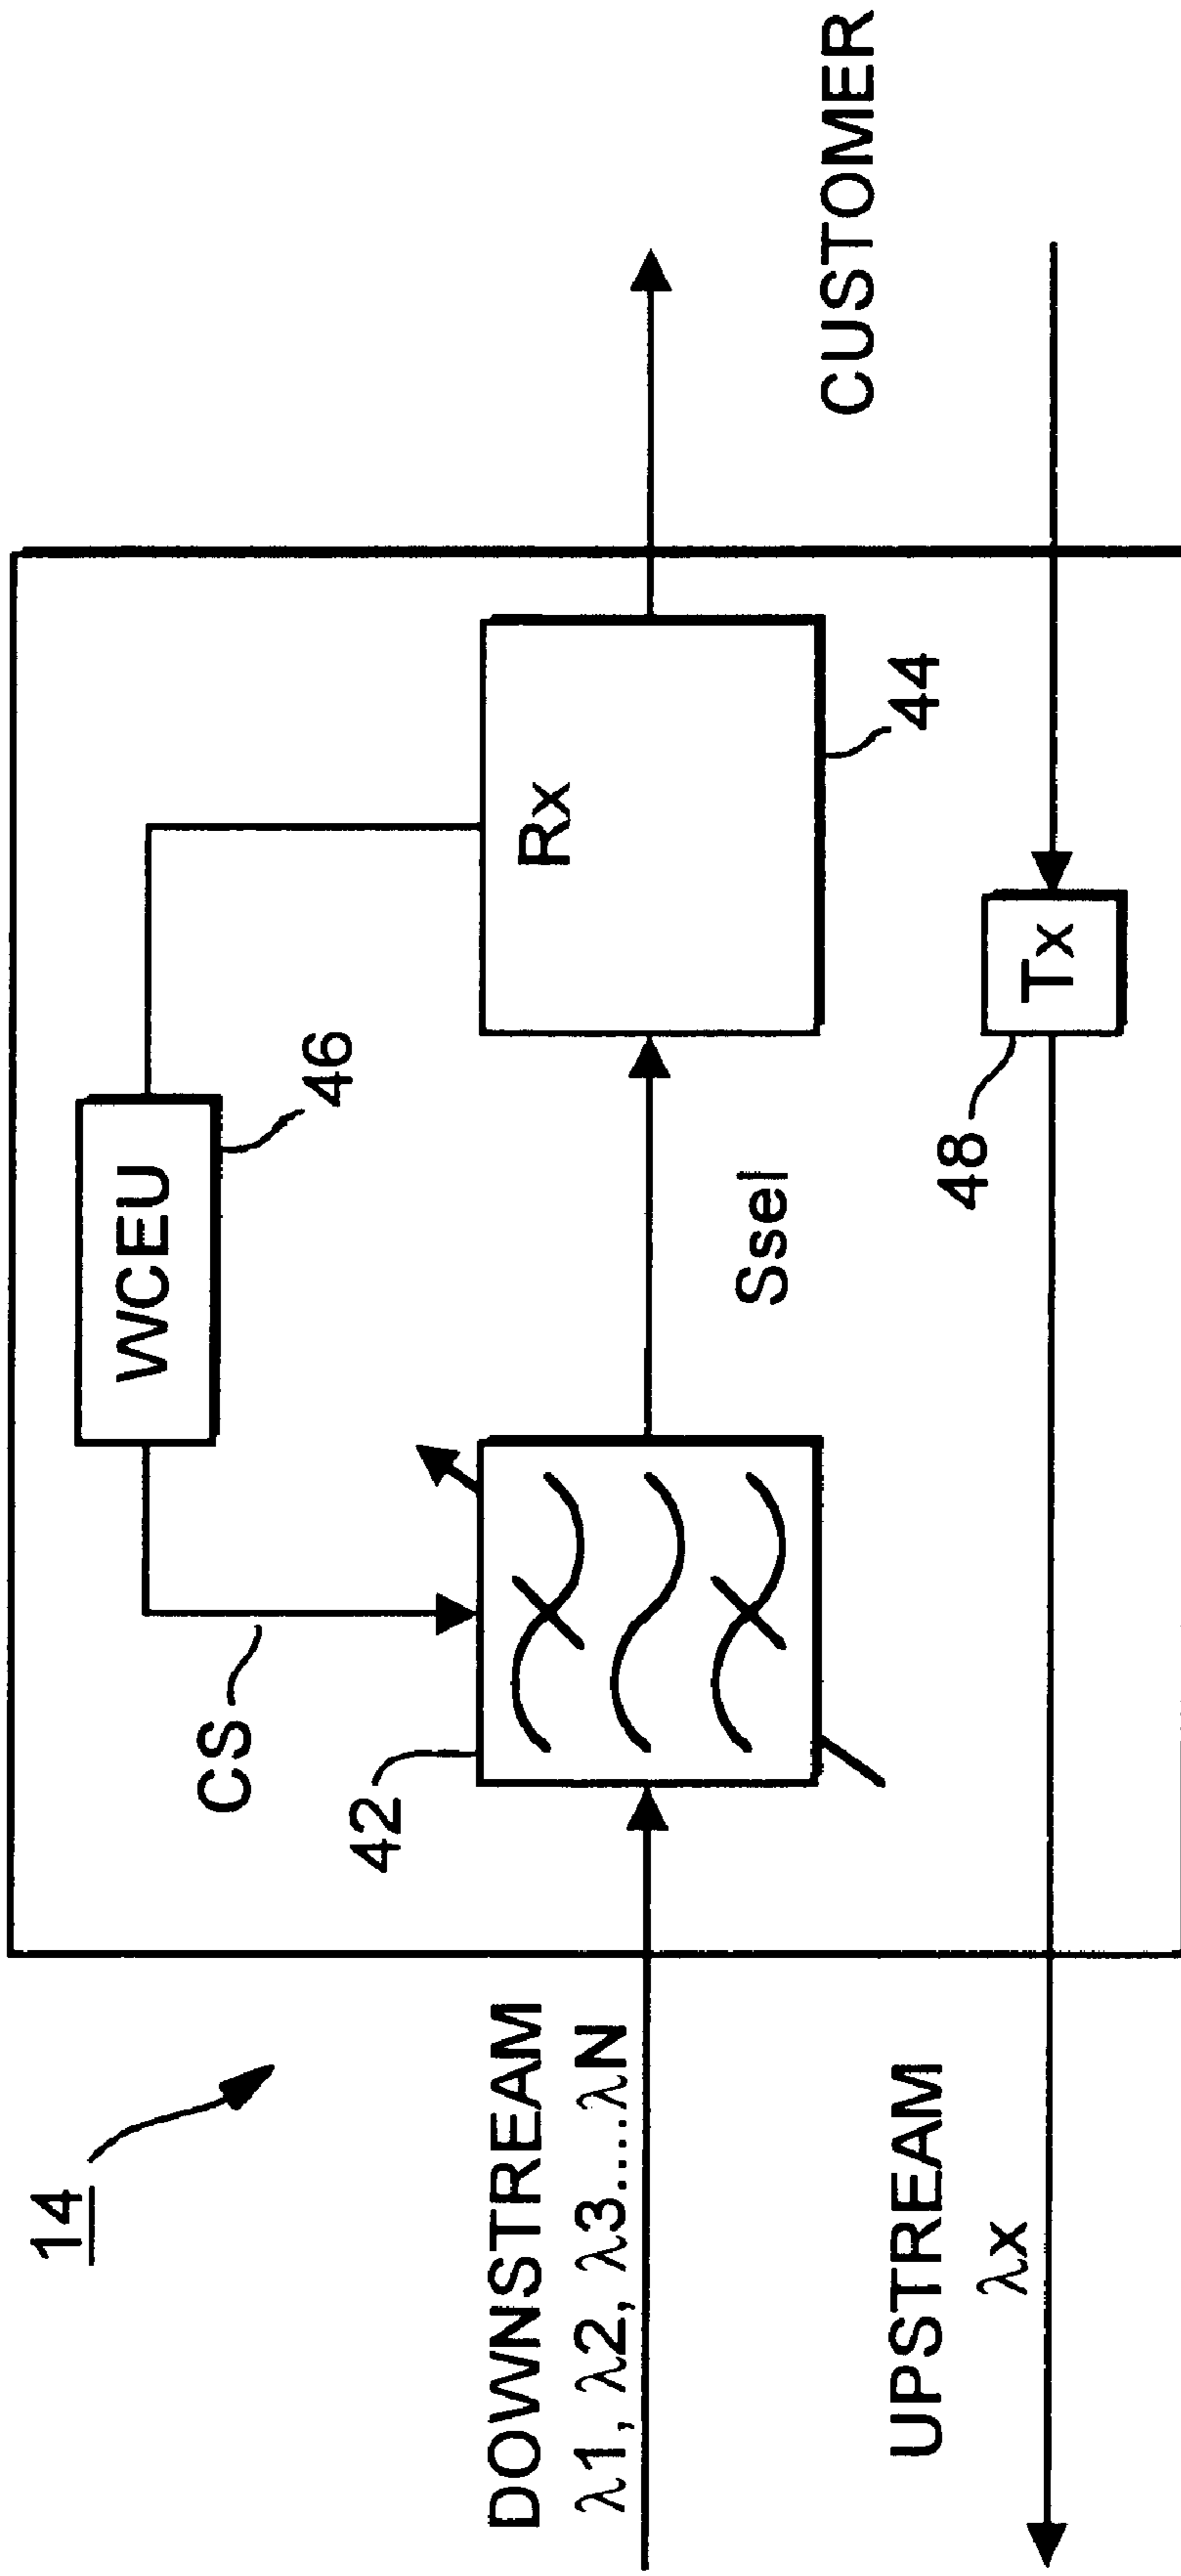 14
WCEU
46
CS
42
DOWNSTREAM
λ1, λ2, λ3.....λN
Rx
44
Ssel
CUSTOMER
UPSTREAM
λx
48
Tx